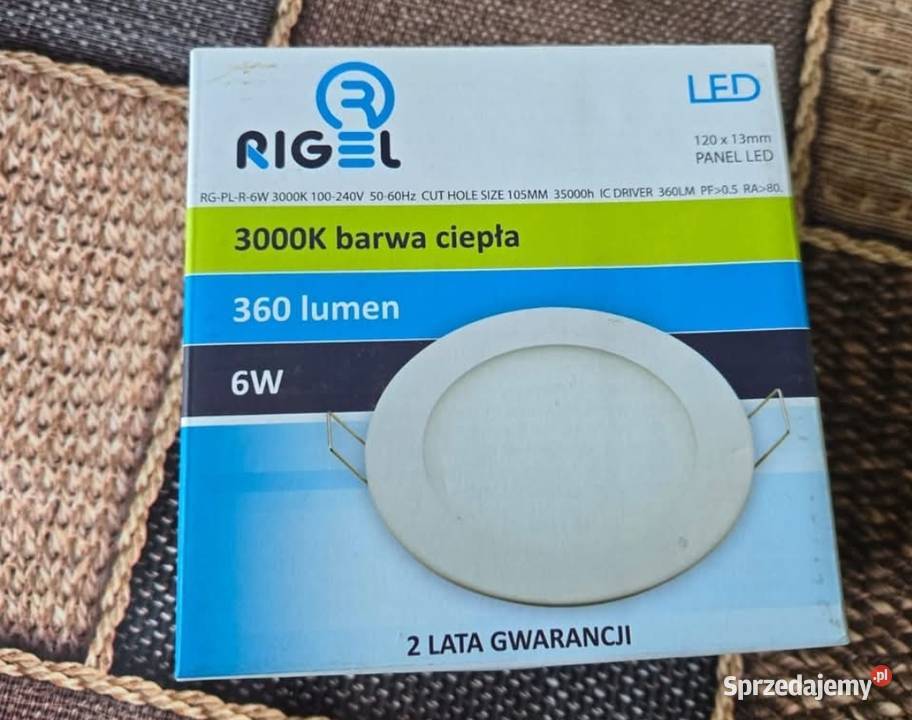 RIGEL
LED
120 x 13mm
PANEL LED
RG-PL-R-6W 3000K 100-240V 50-60Hz CUT HOLE SIZE 105MM 35000h IC DRIVER 360LM PF>0.5 RA>80.
3000K barwa ciepła
360 lumen
6W
2 LATA GWARANCJI
Sprzedajemy.pl